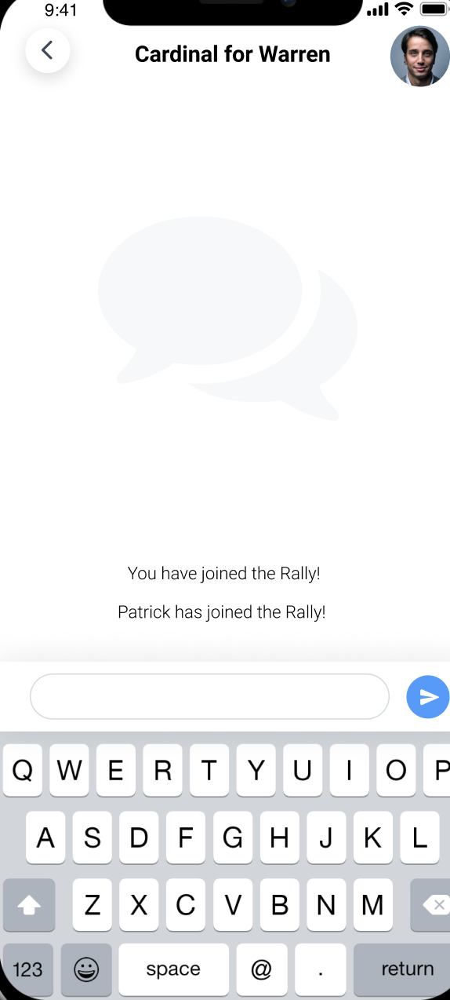 9:41
Cardinal for Warren
You have joined the Rally!
Patrick has joined the Rally!
Q W E R T Y U I O P
A S D F G H J K L
Z X C V B N M
123 space @ . return